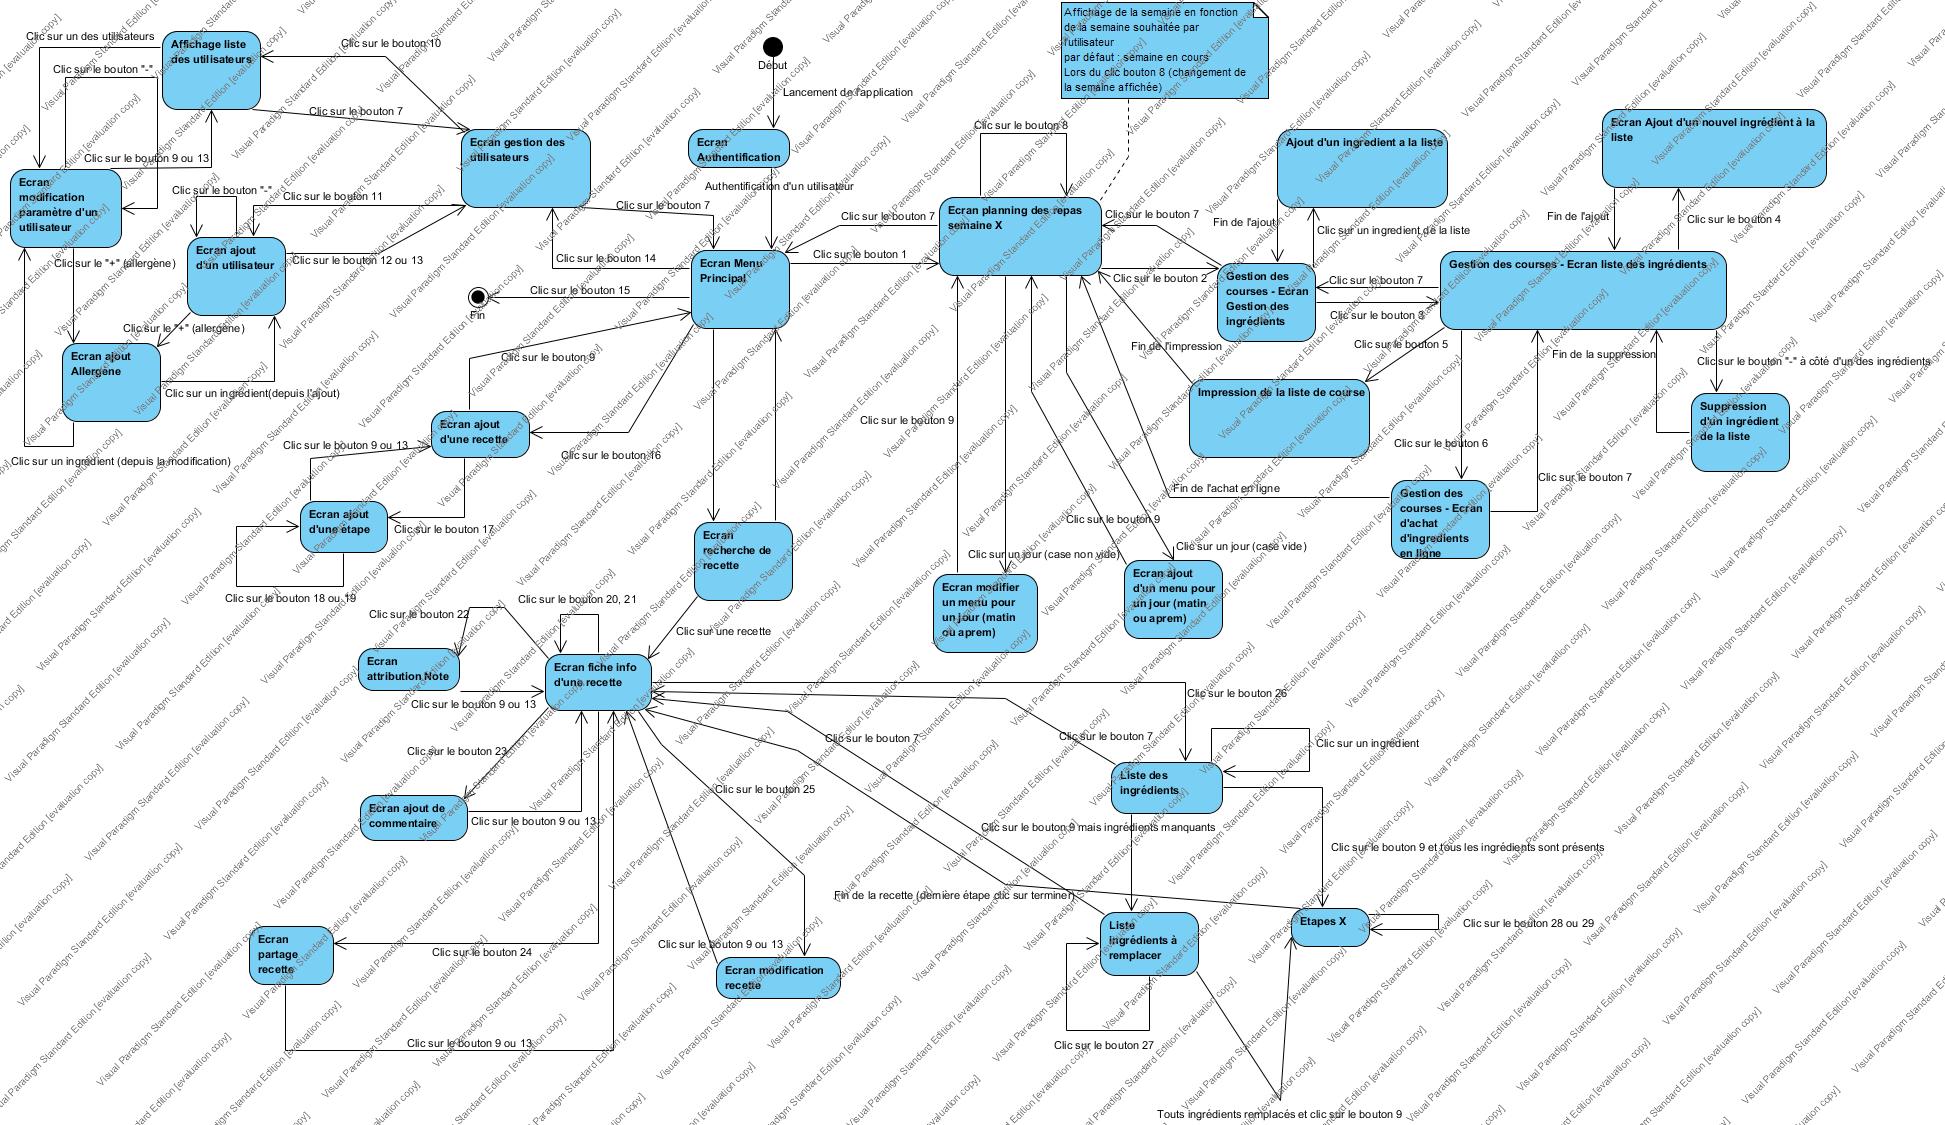 Affichage de la semaine en fonction
de la semaine souhaitée par
l'utilisateur
par défaut : semaine en cours
Lors du clic bouton 8 (changement de
la semaine affichée)
Clic sur un des utilisateurs
Affichage liste
des utilisateurs
Clic sur le bouton 10
Clic sur le bouton "-"
Clic sur le bouton 7
Début
Lancement de l'application
Ecran gestion des
utilisateurs
Ecran
Authentification
Authentification d'un utilisateur
Clic sur le bouton 9 ou 13
Ecran
modification
paramètre d'un
utilisateur
Clic sur le bouton "-"
Clic sur le bouton 11
Clic sur le bouton 7
Ecran ajout
d'un utilisateur
Clic sur le bouton 12 ou 13
Clic sur le "+" (allergène)
Clic sur le bouton 14
Ecran Menu
Principal
Clic sur le bouton 15
Fin
Clic sur le "+" (allergène)
Ecran ajout
Allergène
Clic sur un ingrédient(depuis l'ajout)
Clic sur un ingrédient (depuis la modification)
Clic sur le bouton 9
Ecran ajout
d'une recette
Clic sur le bouton 16
Clic sur le bouton 9 ou 13
Ecran ajout
d'une étape
Clic sur le bouton 17
Clic sur le bouton 18 ou 19
Clic sur le bouton 8
Ecran planning des repas
semaine X
Clic sur le bouton 7
Clic sur le bouton 1
Clic sur le bouton 7
Clic sur le bouton 2
Ajout d'un ingredient a la liste
Fin de l'ajout
Clic sur un ingredient de la liste
Gestion des
courses - Ecran
Gestion des
ingrédients
Ecran Ajout d'un nouvel ingrédient à la
liste
Fin de l'ajout
Clic sur le bouton 4
Gestion des courses - Ecran liste des ingrédients
Clic sur le bouton 7
Clic sur le bouton 3
Clic sur le bouton 5
Fin de l'impression
Impression de la liste de course
Fin de la suppression
Clic sur le bouton "-" à côté d'un des ingrédients
Suppression
d'un ingrédient
de la liste
Clic sur le bouton 6
Clic sur le bouton 7
Gestion des
courses - Ecran
d'achat
d'ingredients
en ligne
Fin de l'achat en ligne
Clic sur le bouton 9
Clic sur le bouton 9
Clic sur un jour (case non vide)
Clic sur un jour (case vide)
Ecran modifier
un menu pour
un jour (matin
ou aprem)
Ecran ajout
d'un menu pour
un jour (matin
ou aprem)
Ecran
recherche de
recette
Clic sur une recette
Clic sur le bouton 20, 21
Clic sur le bouton 22
Ecran
attribution Note
Ecran fiche info
d'une recette
Clic sur le bouton 9 ou 13
Clic sur le bouton 23
Ecran ajout de
commentaire
Clic sur le bouton 9 ou 13
Clic sur le bouton 25
Clic sur le bouton 7
Clic sur le bouton 7
Clic sur le bouton 26
Clic sur un ingredient
Liste des
ingrédients
Clic sur le bouton 9 mais ingrédients manquants
Clic sur le bouton 9 et tous les ingrédients sont présents
Fin de la recette (dernière étape clic sur terminer)
Liste
ingrédients à
remplacer
Etapes X
Clic sur le bouton 28 ou 29
Ecran
partage
recette
Clic sur le bouton 24
Clic sur le bouton 9 ou 13
Ecran modification
recette
Clic sur le bouton 9 ou 13
Clic sur le bouton 27
Touts ingrédients remplacés et clic sur le bouton 9
Visual Paradigm Standard Edition [evaluation copy]